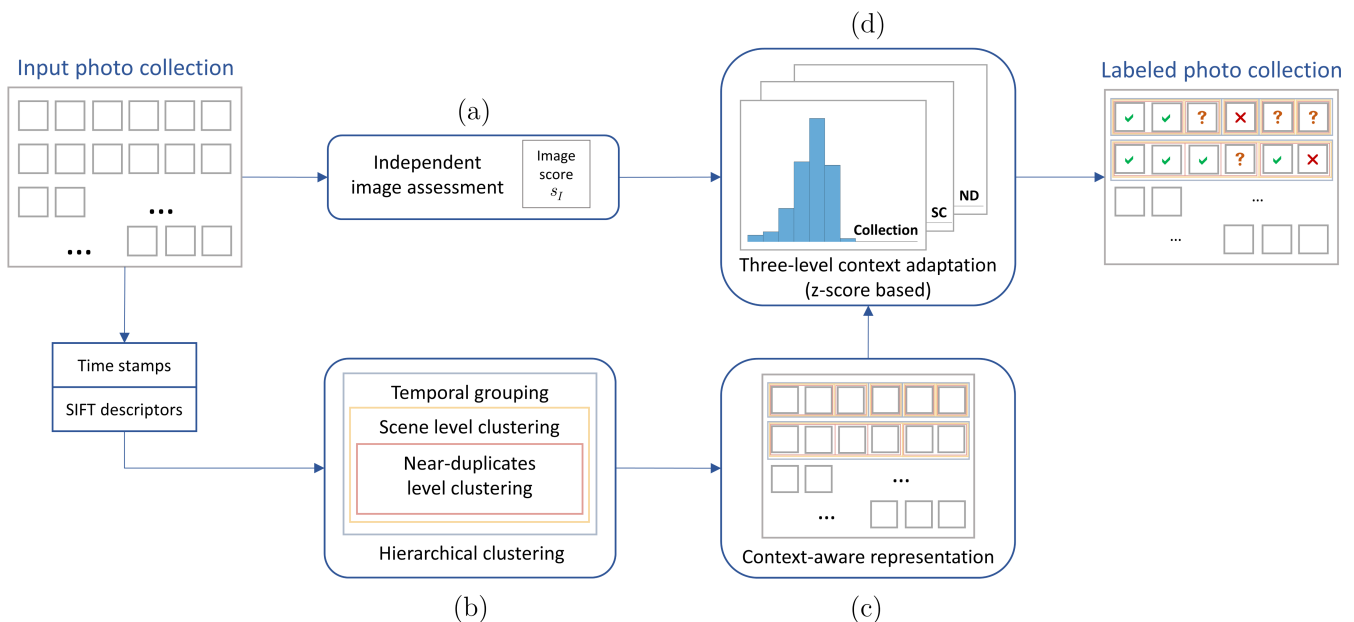 (d)
Input photo collection
Labeled photo collection
(a)
Independent
image assessment
Image
score
s_I
ND
SC
Collection
Three-level context adaptation
(z-score based)
✓ ✓ ? ✗ ? ?
✓ ✓ ✓ ? ✓ ✗
...
...
...
...
Time stamps
SIFT descriptors
Temporal grouping
Scene level clustering
Near-duplicates
level clustering
Hierarchical clustering
...
...
Context-aware representation
(b)
(c)